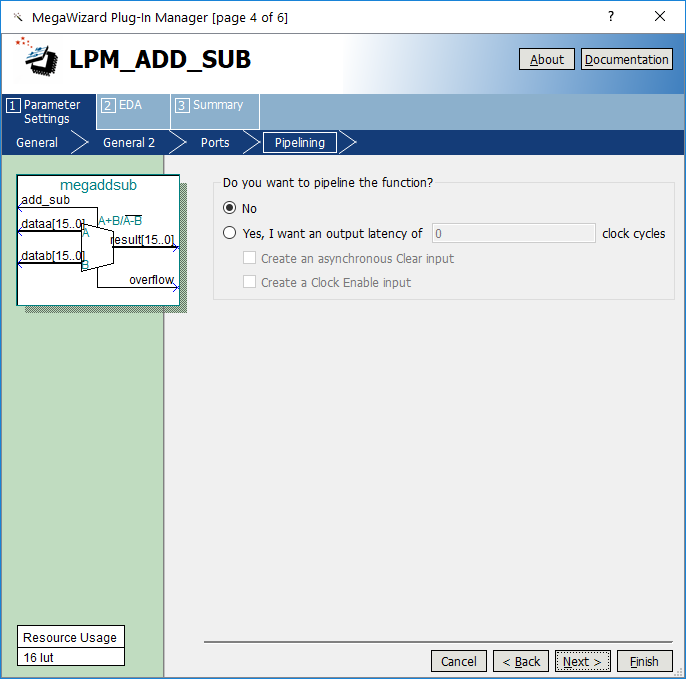 MegaWizard Plug-In Manager [page 4 of 6]
LPM_ADD_SUB
About
Documentation
1 Parameter Settings
2 EDA
3 Summary
General
General 2
Ports
Pipelining
megaddsub
add_sub
A+B/A-B
dataa[15..0]
A
result[15..0]
datab[15..0]
B
overflow
Do you want to pipeline the function?
No
Yes, I want an output latency of 0 clock cycles
Create an asynchronous Clear input
Create a Clock Enable input
Resource Usage
16 lut
Cancel
< Back
Next >
Finish